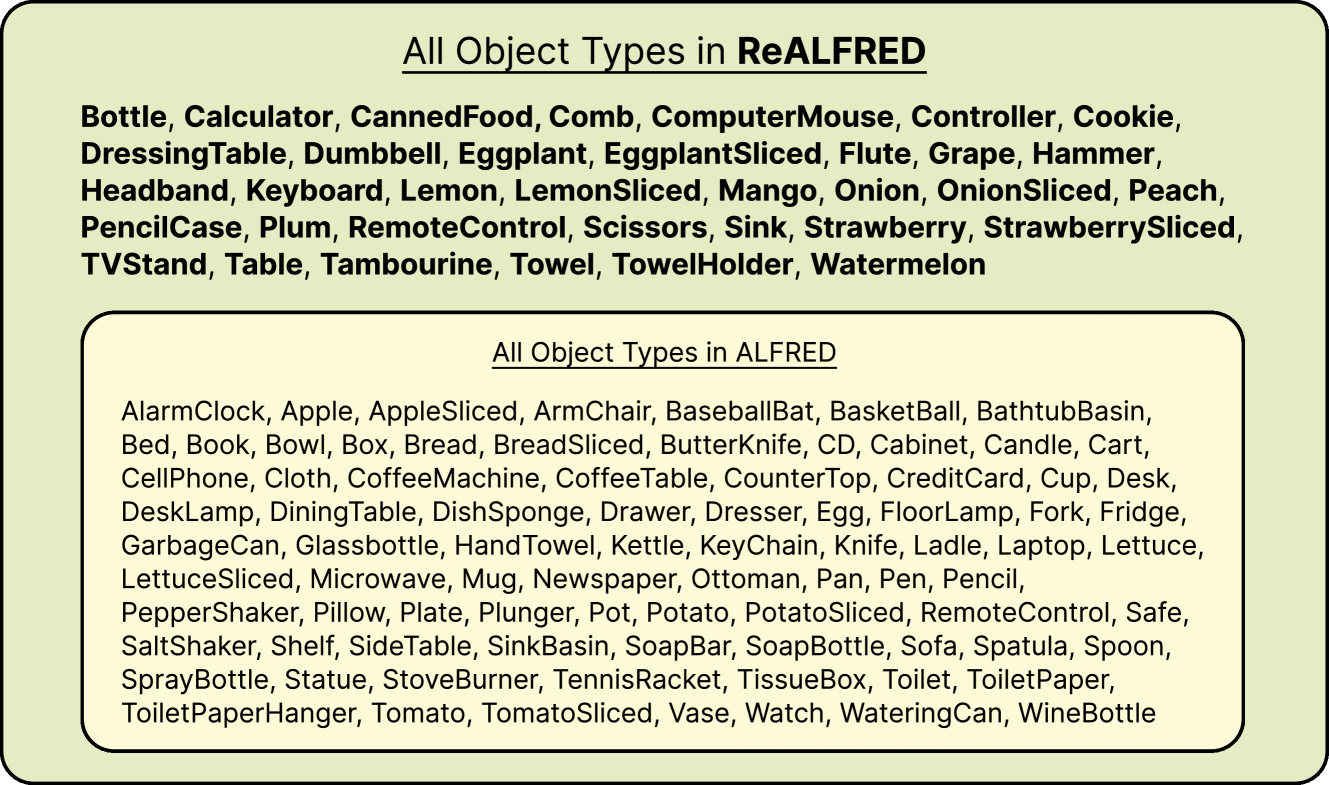 All Object Types in ReALFRED
Bottle, Calculator, CannedFood, Comb, ComputerMouse, Controller, Cookie,
DressingTable, Dumbbell, Eggplant, EggplantSliced, Flute, Grape, Hammer,
Headband, Keyboard, Lemon, LemonSliced, Mango, Onion, OnionSliced, Peach,
PencilCase, Plum, RemoteControl, Scissors, Sink, Strawberry, StrawberrySliced,
TVStand, Table, Tambourine, Towel, TowelHolder, Watermelon
All Object Types in ALFRED
AlarmClock, Apple, AppleSliced, ArmChair, BaseballBat, BasketBall, BathtubBasin,
Bed, Book, Bowl, Box, Bread, BreadSliced, ButterKnife, CD, Cabinet, Candle, Cart,
CellPhone, Cloth, CoffeeMachine, CoffeeTable, CounterTop, CreditCard, Cup, Desk,
DeskLamp, DiningTable, DishSponge, Drawer, Dresser, Egg, FloorLamp, Fork, Fridge,
GarbageCan, Glassbottle, HandTowel, Kettle, KeyChain, Knife, Ladle, Laptop, Lettuce,
LettuceSliced, Microwave, Mug, Newspaper, Ottoman, Pan, Pen, Pencil,
PepperShaker, Pillow, Plate, Plunger, Pot, Potato, PotatoSliced, RemoteControl, Safe,
SaltShaker, Shelf, SideTable, SinkBasin, SoapBar, SoapBottle, Sofa, Spatula, Spoon,
SprayBottle, Statue, StoveBurner, TennisRacket, TissueBox, Toilet, ToiletPaper,
ToiletPaperHanger, Tomato, TomatoSliced, Vase, Watch, WateringCan, WineBottle